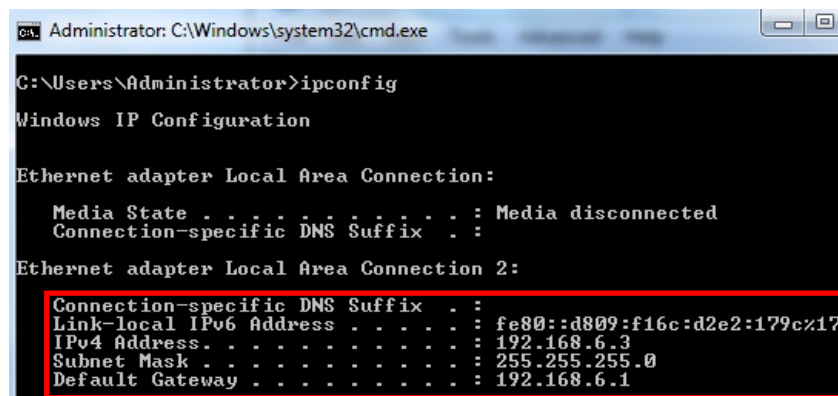 Administrator: C:\Windows\system32\cmd.exe
C:\Users\Administrator>ipconfig
Windows IP Configuration
Ethernet adapter Local Area Connection:
Media State . . . . . . . . . . . : Media disconnected
Connection-specific DNS Suffix  . :
Ethernet adapter Local Area Connection 2:
Connection-specific DNS Suffix  . :
Link-local IPv6 Address . . . . . : fe80::d809:f16c:d2e2:179c%17
IPv4 Address. . . . . . . . . . . : 192.168.6.3
Subnet Mask . . . . . . . . . . . : 255.255.255.0
Default Gateway . . . . . . . . . : 192.168.6.1